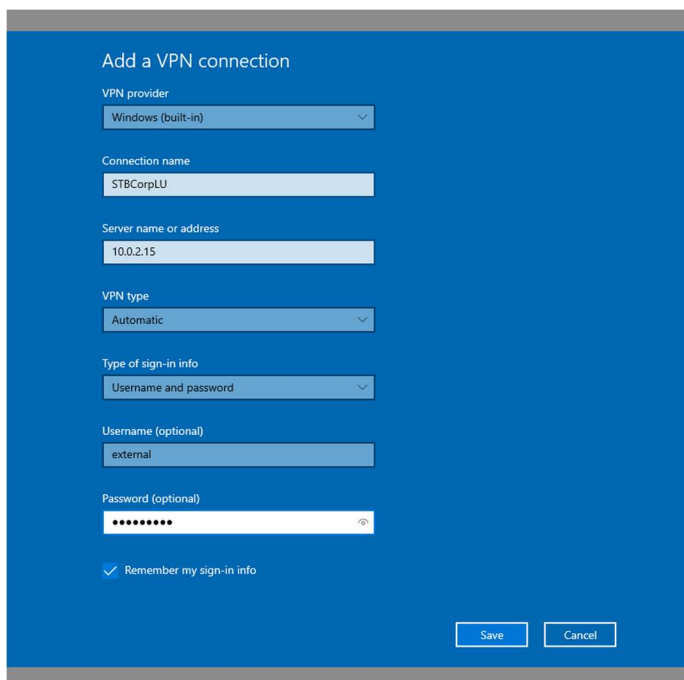 Add a VPN connection
VPN provider
Windows (built-in)
Connection name
STBCorpLU
Server name or address
10.0.2.15
VPN type
Automatic
Type of sign-in info
Username and password
Username (optional)
external
Password (optional)
•••••••••
Remember my sign-in info
Save Cancel